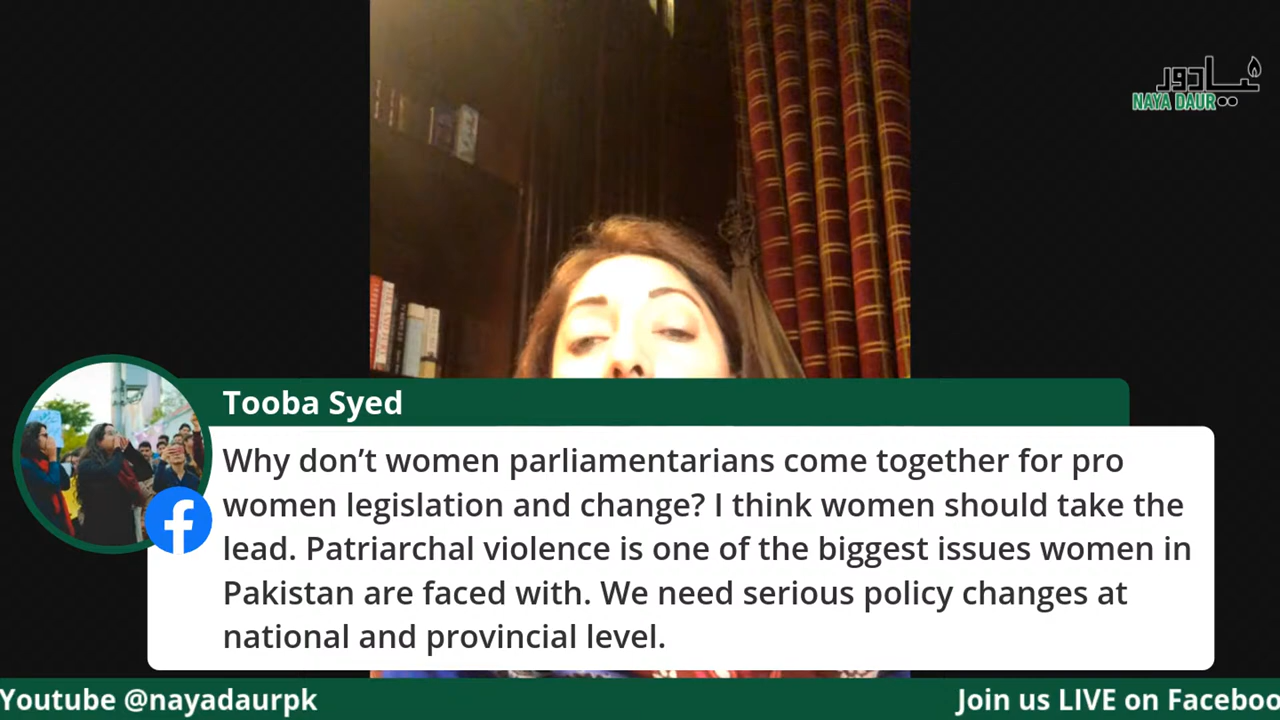 نیا دور
NAYA DAUR
Tooba Syed
Why don’t women parliamentarians come together for pro
women legislation and change? I think women should take the
lead. Patriarchal violence is one of the biggest issues women in
Pakistan are faced with. We need serious policy changes at
national and provincial level.
Youtube @nayadaurpk
Join us LIVE on Faceboo